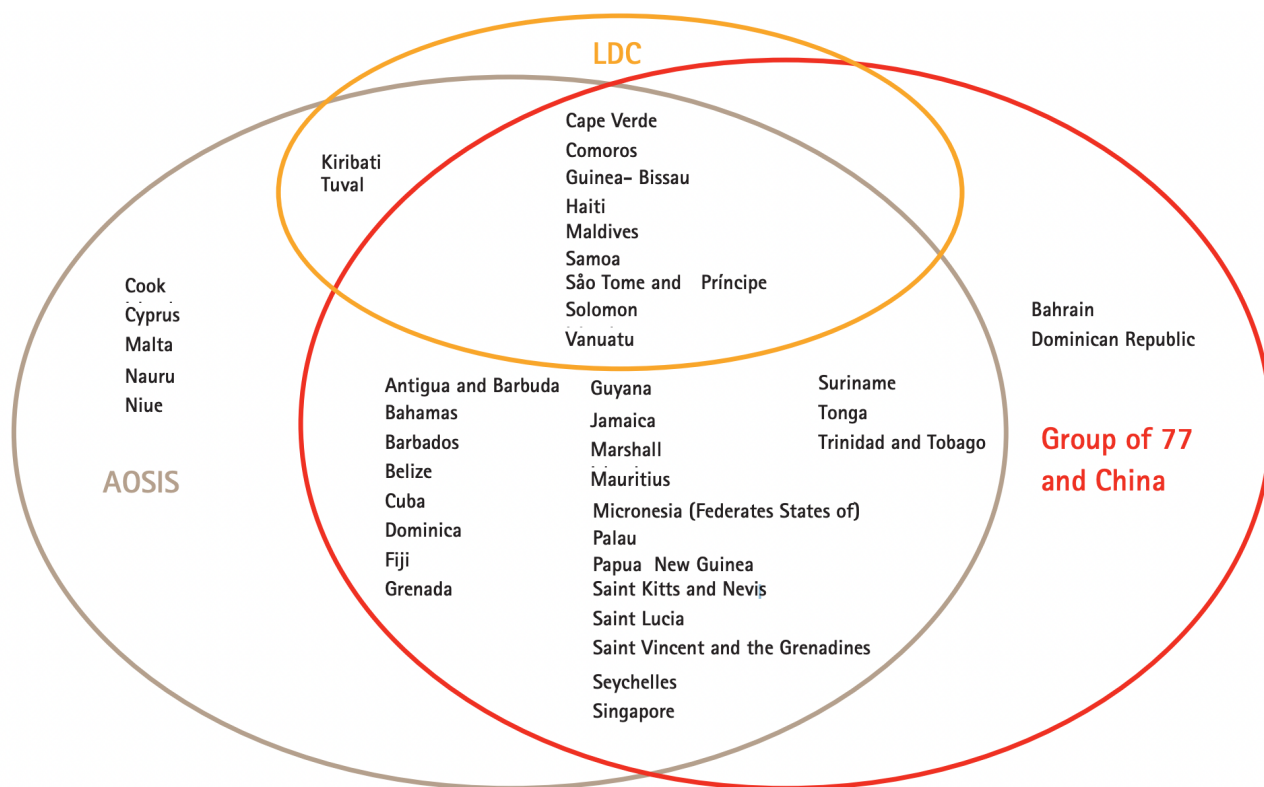 LDC
Cape Verde
Comoros
Guinea- Bissau
Haiti
Maldives
Samoa
Såo Tome and Príncipe
Solomon
Vanuatu
Kiribati
Tuval
Cook
Cyprus
Malta
Nauru
Niue
AOSIS
Antigua and Barbuda
Bahamas
Barbados
Belize
Cuba
Dominica
Fiji
Grenada
Guyana
Jamaica
Marshall
Mauritius
Micronesia (Federates States of)
Palau
Papua New Guinea
Saint Kitts and Nevis
Saint Lucia
Saint Vincent and the Grenadines
Seychelles
Singapore
Suriname
Tonga
Trinidad and Tobago
Bahrain
Dominican Republic
Group of 77
and China